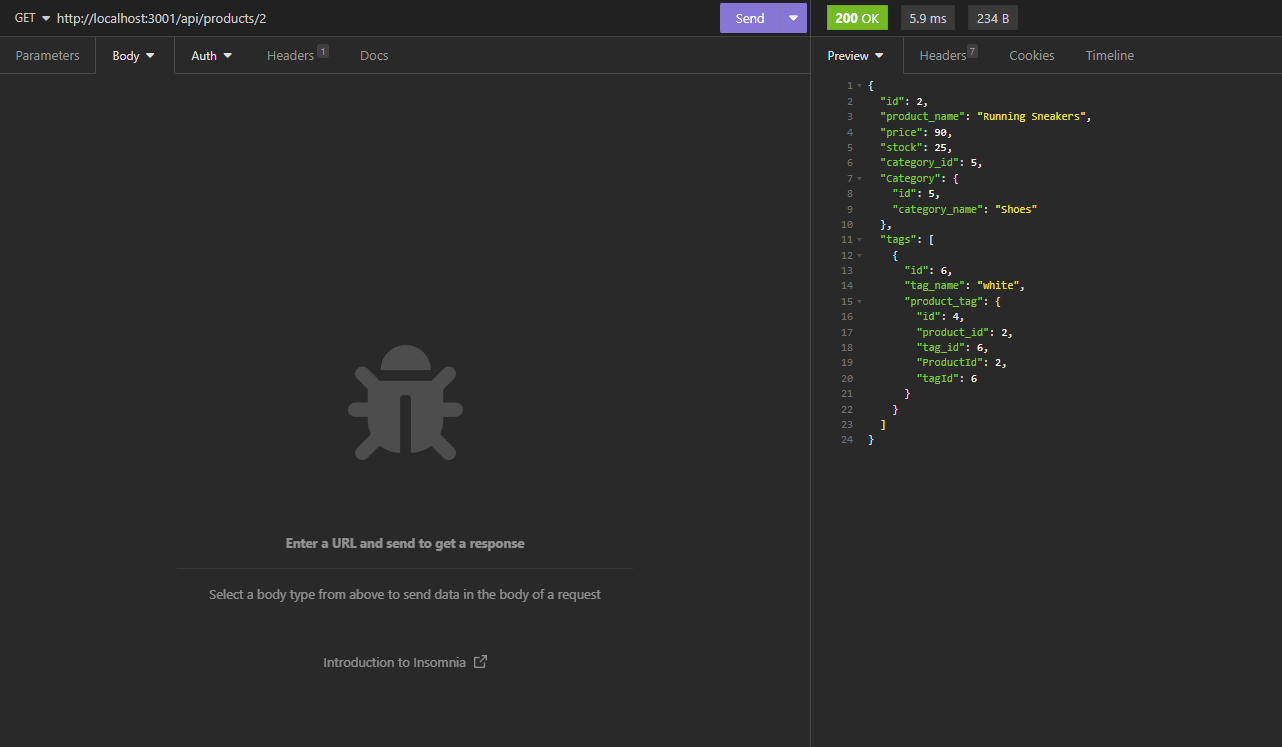 GET http://localhost:3001/api/products/2 Send
200 OK 5.9 ms 234 B
Parameters Body Auth Headers 1 Docs
Preview Headers 7 Cookies Timeline
Enter a URL and send to get a response
Select a body type from above to send data in the body of a request
Introduction to Insomnia
1 {
2 "id": 2,
3 "product_name": "Running Sneakers",
4 "price": 90,
5 "stock": 25,
6 "category_id": 5,
7 "Category": {
8 "id": 5,
9 "category_name": "Shoes"
10 },
11 "tags": [
12 {
13 "id": 6,
14 "tag_name": "white",
15 "product_tag": {
16 "id": 4,
17 "product_id": 2,
18 "tag_id": 6,
19 "ProductId": 2,
20 "tagId": 6
21 }
22 }
23 ]
24 }